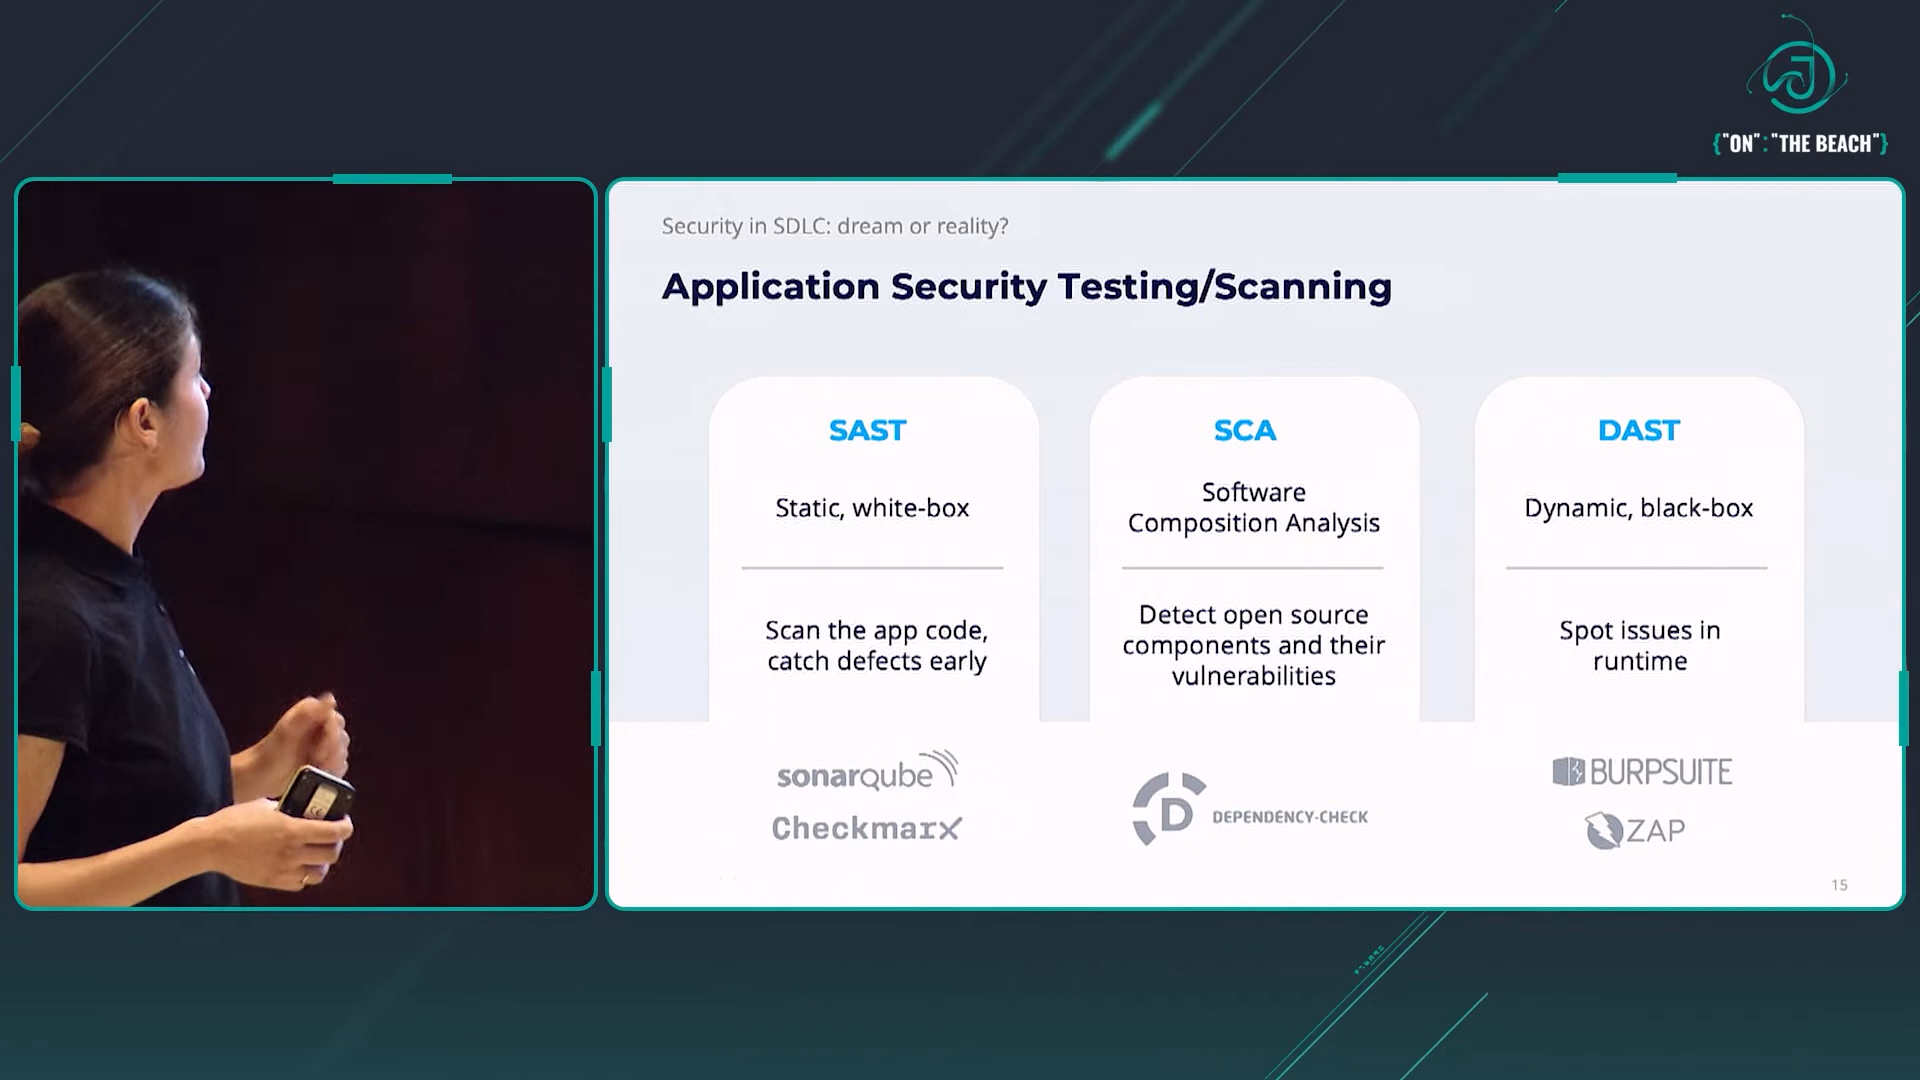 {"ON":"THE BEACH"}
Security in SDLC: dream or reality?
Application Security Testing/Scanning
SAST
Static, white-box
Scan the app code,
catch defects early
sonarqube
Checkmarx
SCA
Software
Composition Analysis
Detect open source
components and their
vulnerabilities
D
DEPENDENCY-CHECK
DAST
Dynamic, black-box
Spot issues in
runtime
BURPSUITE
ZAP
15